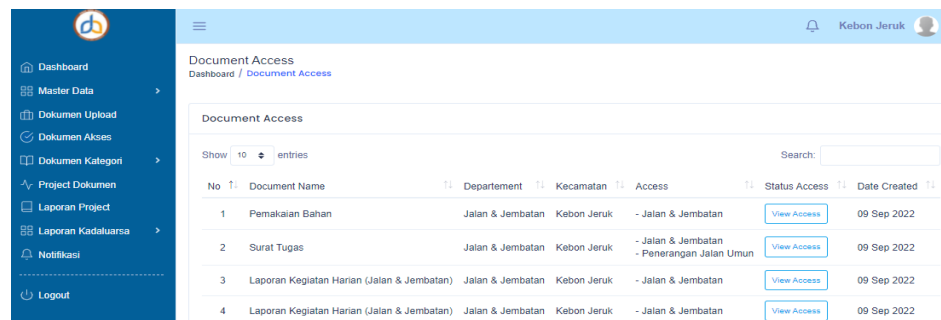 Kebon Jeruk
Dashboard
Master Data
Dokumen Upload
Dokumen Akses
Dokumen Kategori
Project Dokumen
Laporan Project
Laporan Kadaluarsa
Notifikasi
Logout
Document Access
Dashboard / Document Access
Document Access
Show 10 entries Search:
No Document Name Departement Kecamatan Access Status Access Date Created
1 Pemakaian Bahan Jalan & Jembatan Kebon Jeruk - Jalan & Jembatan View Access 09 Sep 2022
2 Surat Tugas Jalan & Jembatan Kebon Jeruk - Jalan & Jembatan View Access 09 Sep 2022
- Penerangan Jalan Umun
3 Laporan Kegiatan Harian (Jalan & Jembatan) Jalan & Jembatan Kebon Jeruk - Jalan & Jembatan View Access 09 Sep 2022
4 Laporan Kegiatan Harian (Jalan & Jembatan) Jalan & Jembatan Kebon Jeruk - Jalan & Jembatan View Access 09 Sep 2022